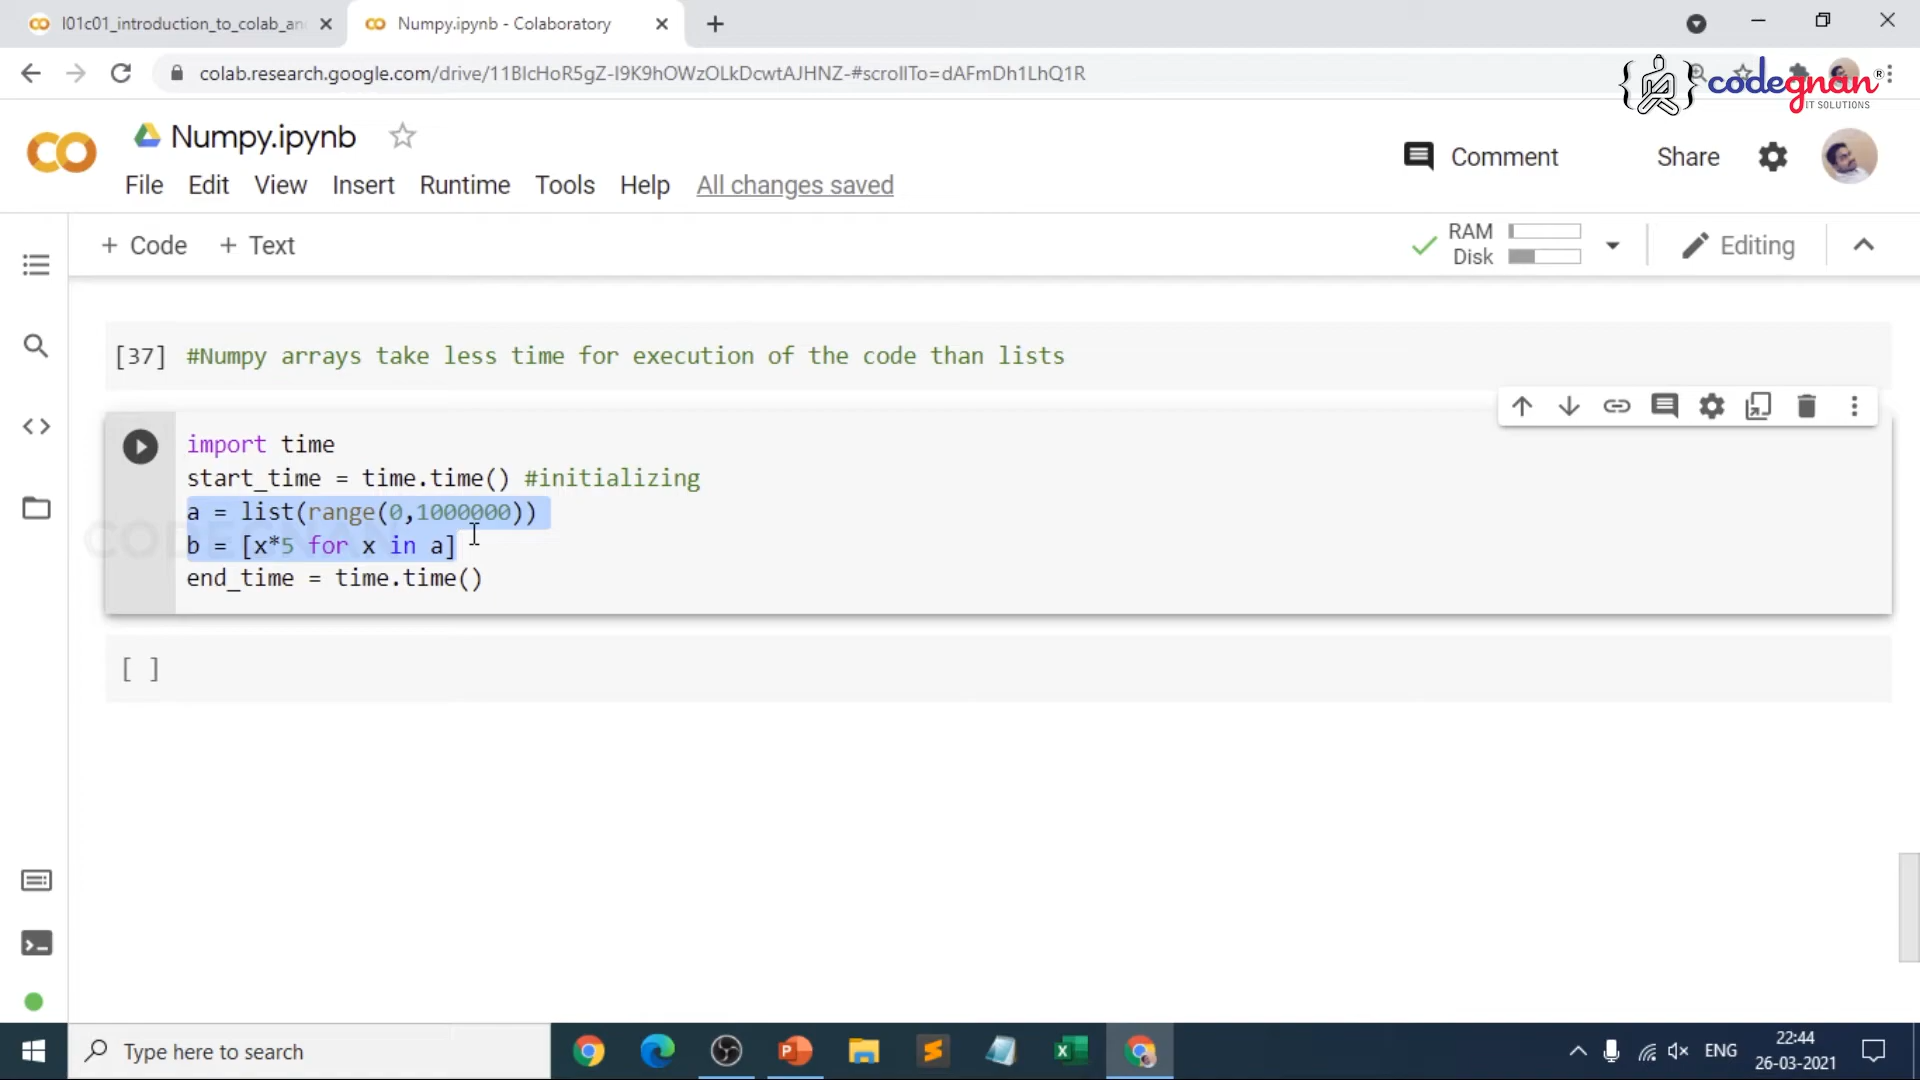 l01c01_introduction_to_colab_an
Numpy.ipynb - Colaboratory
colab.research.google.com/drive/11BlcHoR5gZ-I9K9hOWzOLkDcwtAJHNZ-#scrollTo=dAFmDh1LhQ1R
codegnan®
IT SOLUTIONS
Numpy.ipynb
Comment
Share
File Edit View Insert Runtime Tools Help All changes saved
+ Code + Text
RAM
Disk
Editing
[37] #Numpy arrays take less time for execution of the code than lists
import time
start_time = time.time() #initializing
a = list(range(0,1000000))
b = [x*5 for x in a]
end_time = time.time()
CODEGNAN
[ ]
Type here to search
ENG
22:44
26-03-2021